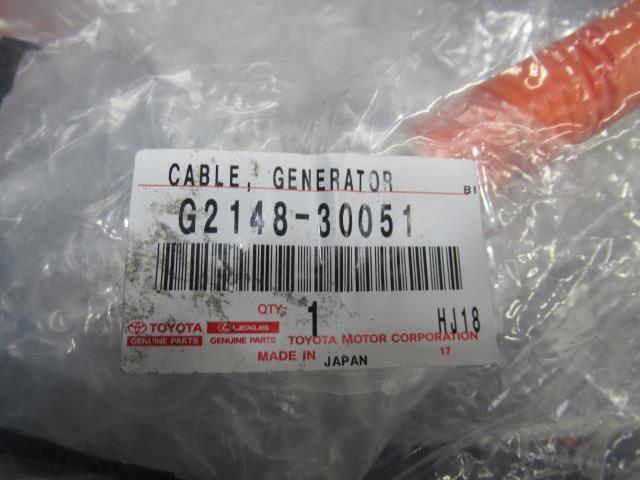 CABLE, GENERATOR
BI
G2148-30051
QTY. 1
HJ18
TOYOTA LEXUS
GENUINE PARTS GENUINE PARTS TOYOTA MOTOR CORPORATION
MADE IN JAPAN 17